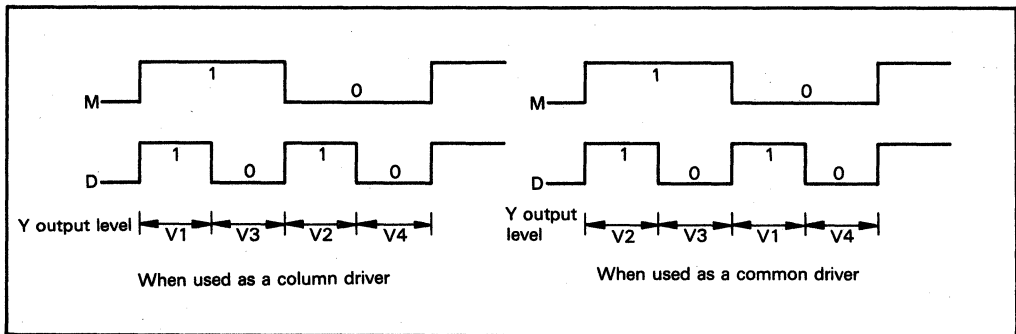 1
0
M
1
0
1
0
D
Y output level
V1
V3
V2
V4
When used as a column driver
1
0
M
1
0
1
0
D
Y output
level
V2
V3
V1
V4
When used as a common driver